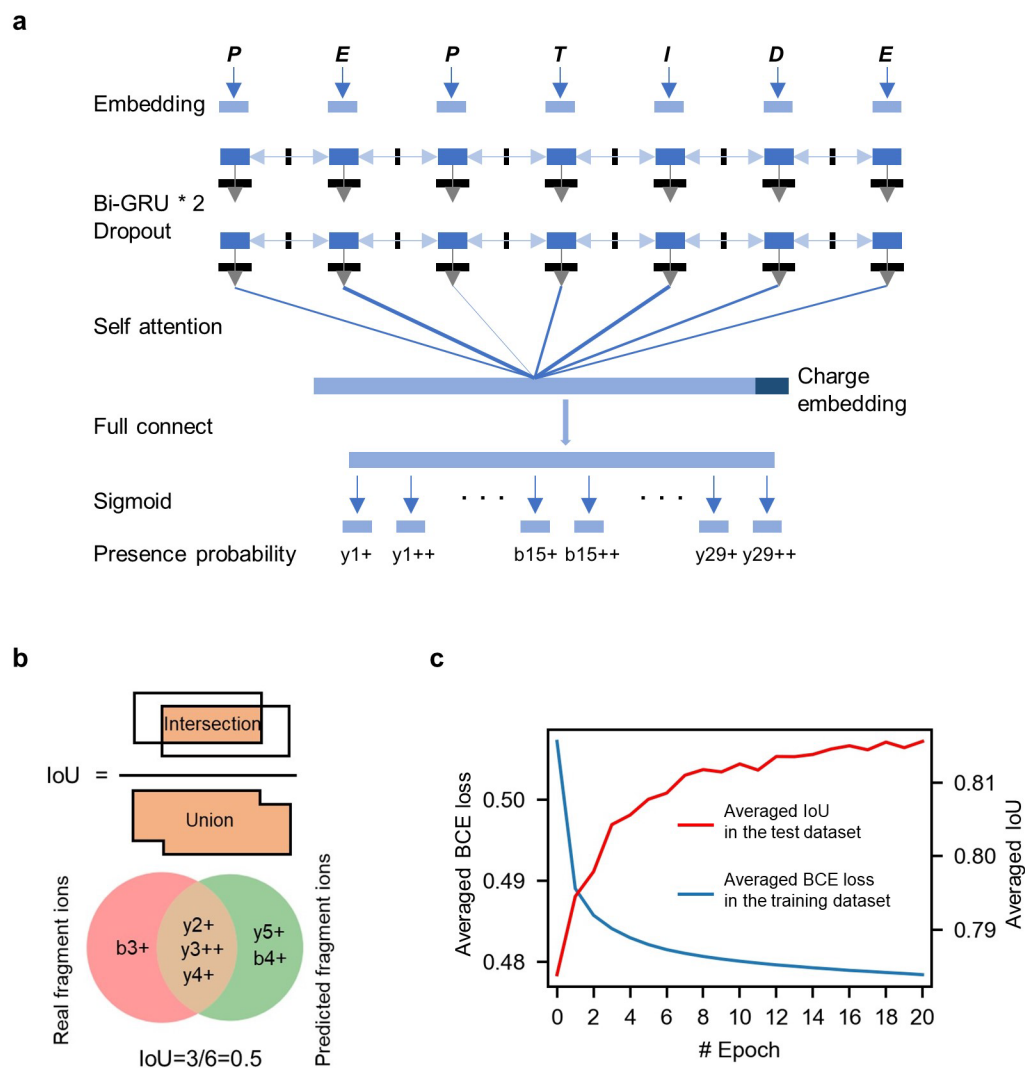 a
P E P T I D E
Embedding
Bi-GRU * 2
Dropout
Self attention
Charge
embedding
Full connect
Sigmoid
. . .
. . .
Presence probability
y1+ y1++ b15+ b15++ y29+ y29++
b
Intersection
IoU =
Union
Real fragment ions
b3+
y2+
y3++
y4+
y5+
b4+
Predicted fragment ions
IoU=3/6=0.5
c
Averaged BCE loss
0.50
0.49
0.48
Averaged IoU
in the test dataset
Averaged BCE loss
in the training dataset
0.81
0.80
0.79
Averaged IoU
0 2 4 6 8 10 12 14 16 18 20
# Epoch